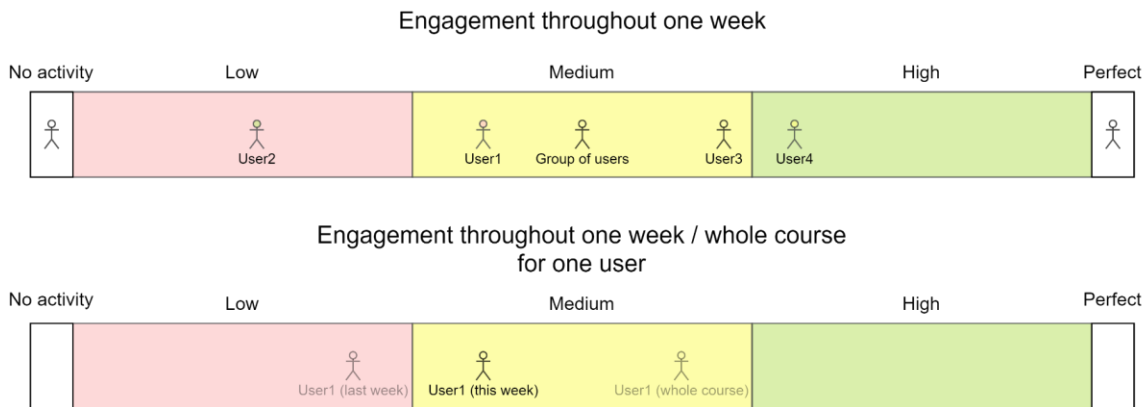 Engagement throughout one week
No activity Low Medium High Perfect
User2 User1 Group of users User3 User4
Engagement throughout one week / whole course
for one user
No activity Low Medium High Perfect
User1 (last week) User1 (this week) User1 (whole course)